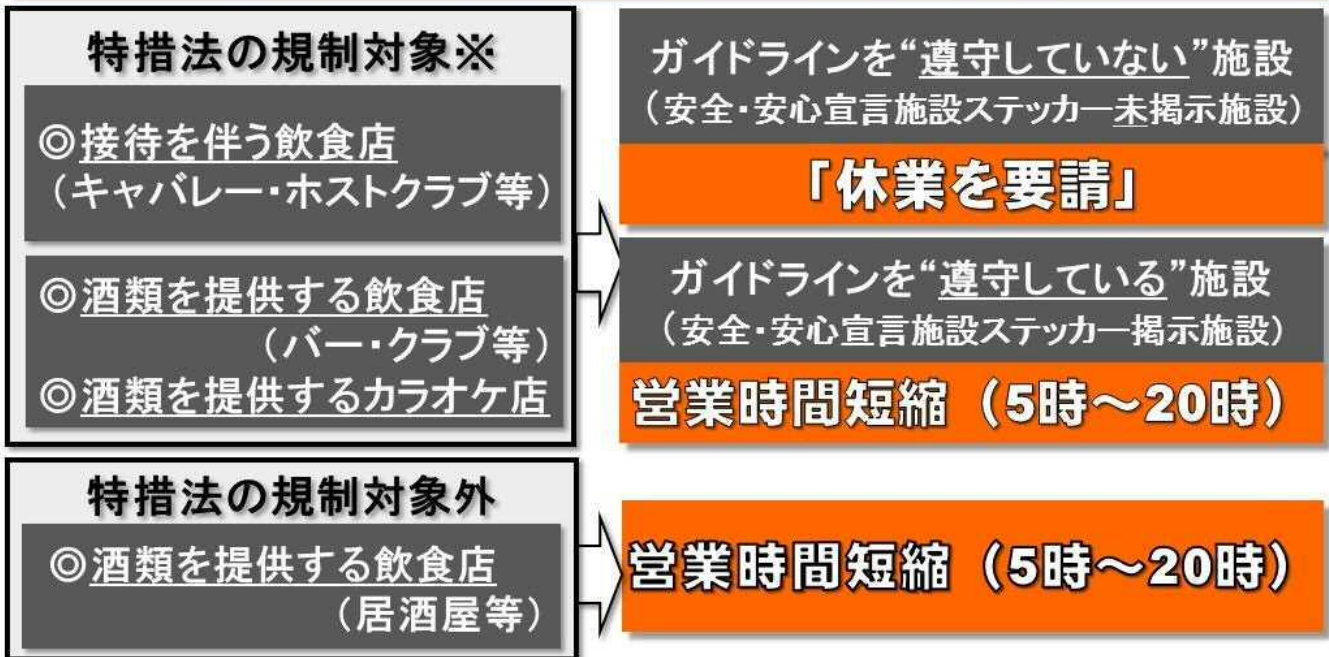 特措法の規制対象※
◎接待を伴う飲食店
(キャバレー・ホストクラブ等)
◎酒類を提供する飲食店
(バー・クラブ等)
◎酒類を提供するカラオケ店
ガイドラインを“遵守していない”施設
(安全・安心宣言施設ステッカー未掲示施設)
「休業を要請」
ガイドラインを“遵守している”施設
(安全・安心宣言施設ステッカー掲示施設)
営業時間短縮(5時～20時)
特措法の規制対象外
◎酒類を提供する飲食店
(居酒屋等)
営業時間短縮(5時～20時)